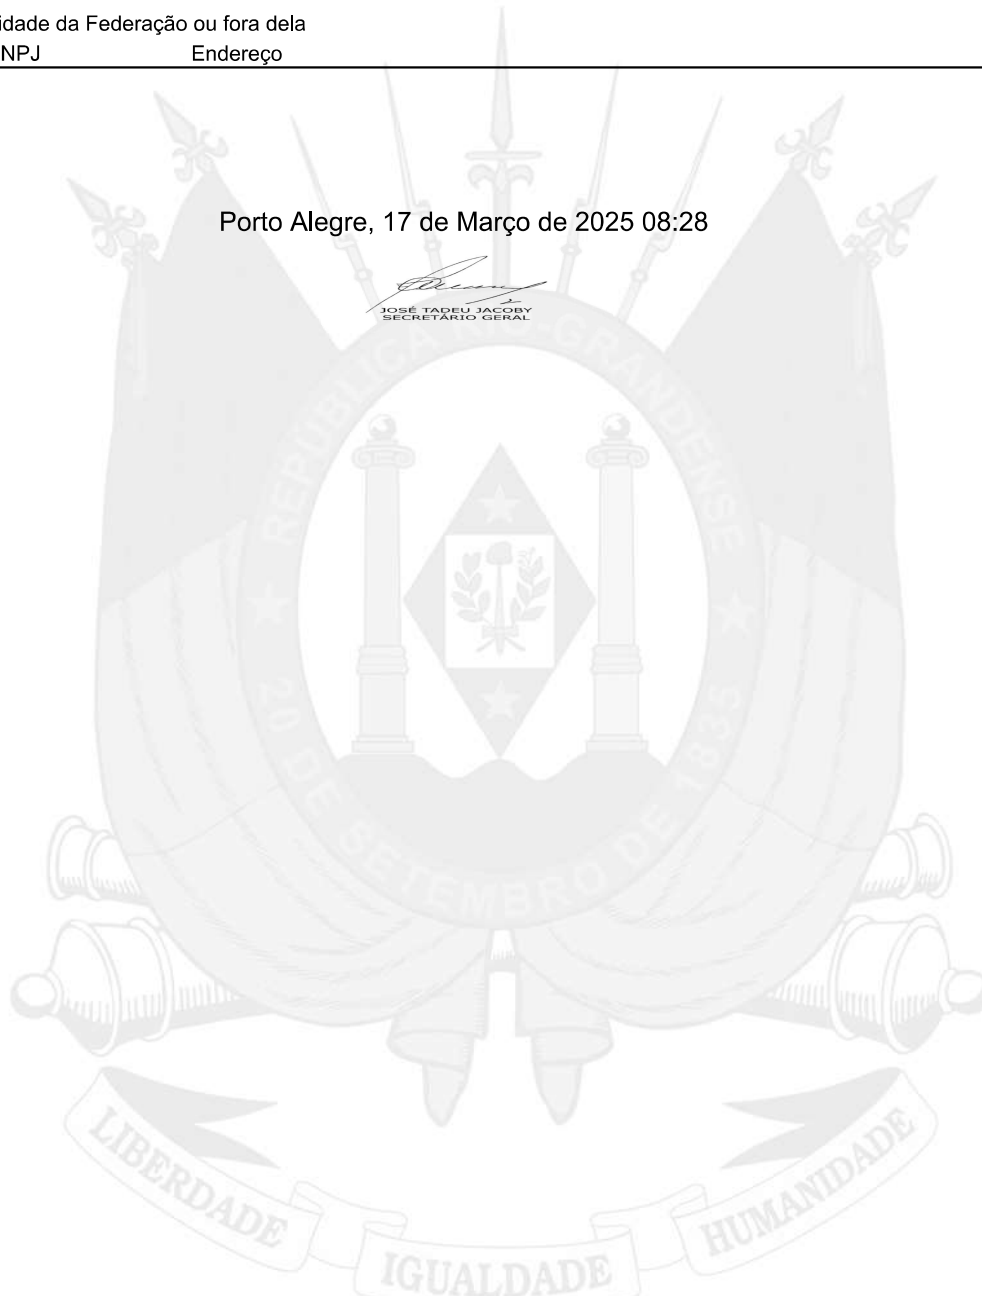 idade da Federação ou fora dela
NPJ Endereço
Porto Alegre, 17 de Março de 2025 08:28
JOSÉ TADEU JACOBY
SECRETÁRIO GERAL
REPÚBLICA RIO-GRANDENSE
20 DE SETEMBRO DE 1835
LIBERDADE
IGUALDADE
HUMANIDADE